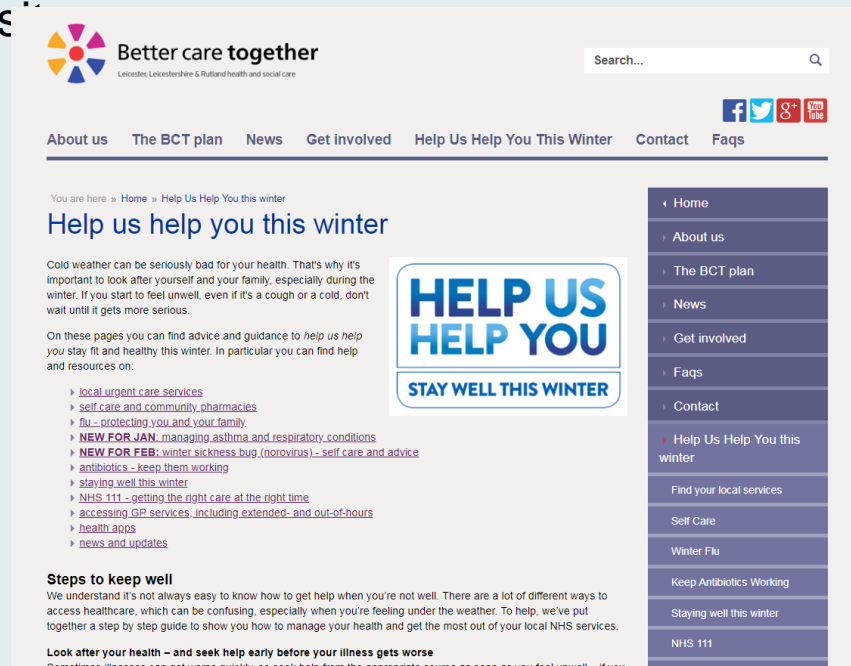 Better care together
Leicester, Leicestershire & Rutland health and social care
Search...
About us The BCT plan News Get involved Help Us Help You This Winter Contact Faqs
You are here » Home » Help Us Help You this winter
Help us help you this winter
Cold weather can be seriously bad for your health. That's why it's
important to look after yourself and your family, especially during the
winter. If you start to feel unwell, even if it's a cough or a cold, don't
wait until it gets more serious.
On these pages you can find advice and guidance to help us help
you stay fit and healthy this winter. In particular you can find help
and resources on:
local urgent care services
self care and community pharmacies
flu - protecting you and your family
NEW FOR JAN: managing asthma and respiratory conditions
NEW FOR FEB: winter sickness bug (norovirus) - self care and advice
antibiotics - keep them working
staying well this winter
NHS 111 - getting the right care at the right time
accessing GP services, including extended- and out-of-hours
health apps
news and updates
HELP US
HELP YOU
STAY WELL THIS WINTER
Steps to keep well
We understand it's not always easy to know how to get help when you're not well. There are a lot of different ways to
access healthcare, which can be confusing, especially when you're feeling under the weather. To help, we've put
together a step by step guide to show you how to manage your health and get the most out of your local NHS services.
Look after your health – and seek help early before your illness gets worse
Home
About us
The BCT plan
News
Get involved
Faqs
Contact
Help Us Help You this
winter
Find your local services
Self Care
Winter Flu
Keep Antibiotics Working
Staying well this winter
NHS 111